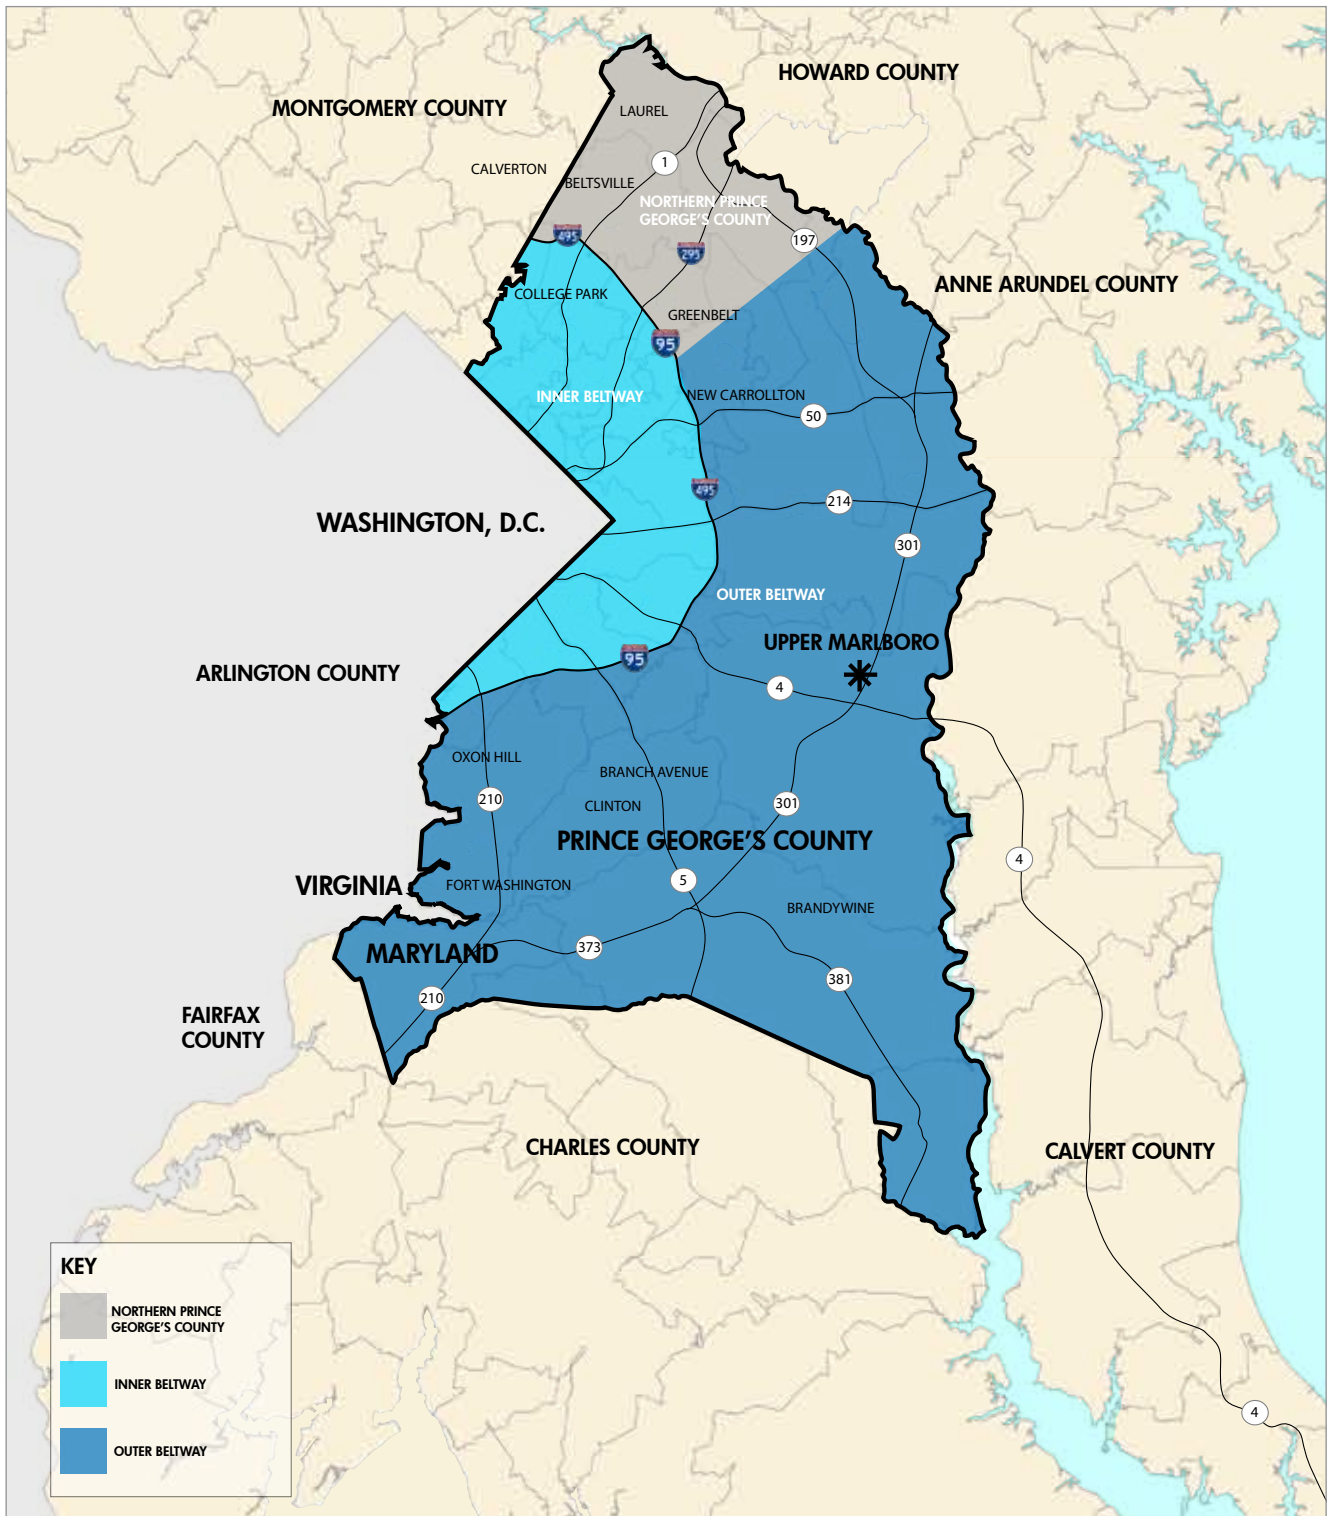 HOWARD COUNTY
MONTGOMERY COUNTY
LAUREL
1
CALVERTON
BELTSVILLE
NORTHERN PRINCE
GEORGE'S COUNTY
495
197
295
ANNE ARUNDEL COUNTY
COLLEGE PARK
GREENBELT
95
INNER BELTWAY
NEW CARROLLTON
50
495
214
WASHINGTON, D.C.
301
OUTER BELTWAY
UPPER MARLBORO
95
ARLINGTON COUNTY
4
OXON HILL
BRANCH AVENUE
210
CLINTON
301
PRINCE GEORGE'S COUNTY
4
VIRGINIA
FORT WASHINGTON
5
BRANDYWINE
MARYLAND
373
381
210
FAIRFAX
COUNTY
CHARLES COUNTY
CALVERT COUNTY
KEY
NORTHERN PRINCE
GEORGE'S COUNTY
INNER BELTWAY
OUTER BELTWAY
4